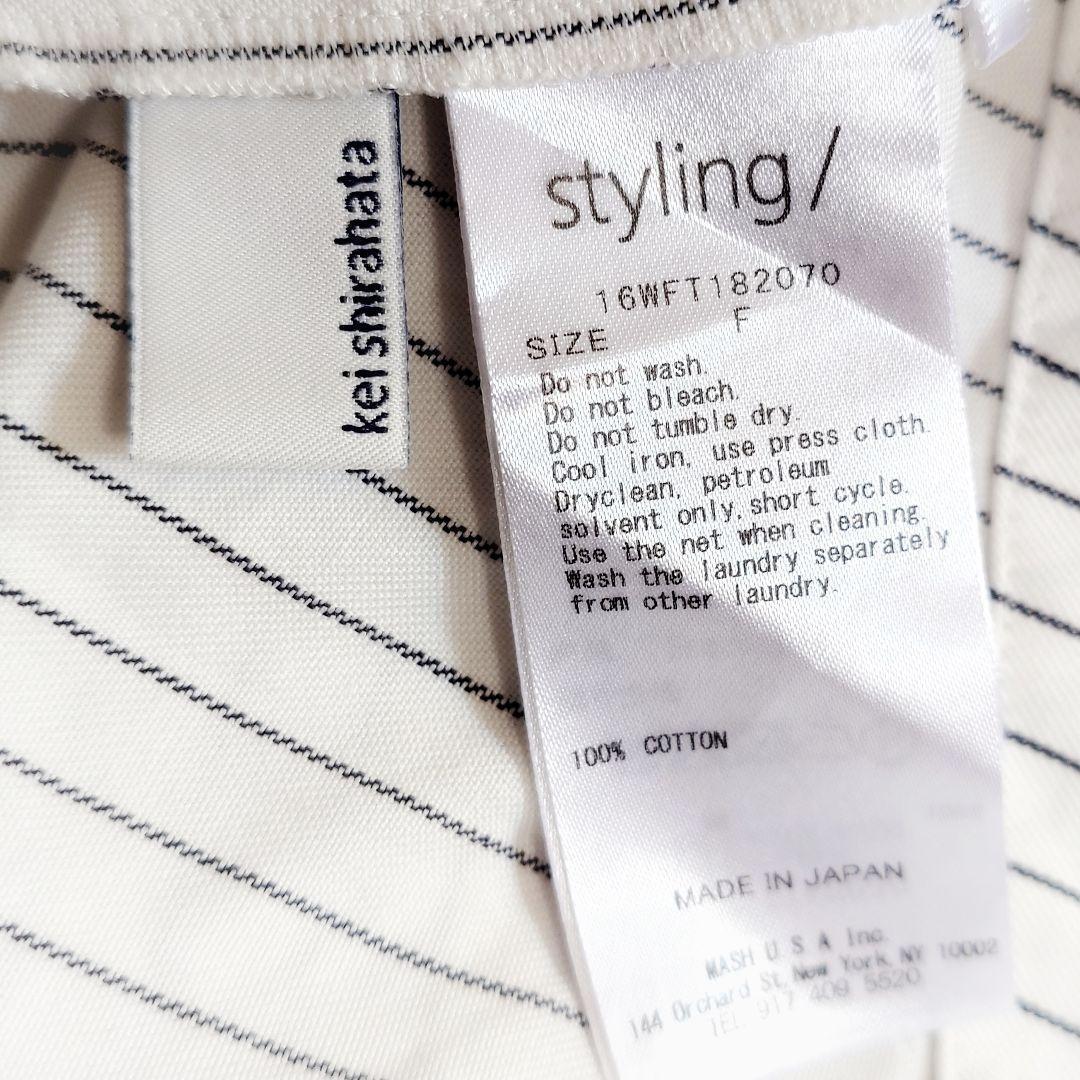 kei shirahata
styling/
16WFT182070
SIZE F
Do not wash.
Do not bleach.
Do not tumble dry.
Cool iron, use press cloth.
Dryclean, petroleum
solvent only,short cycle.
Use the net when cleaning.
Wash the laundry separately
from other laundry.
100% COTTON
MADE IN JAPAN
MASH U S A Inc.
144 Orchard St,New York,NY 10002
TEL 917 409 5520